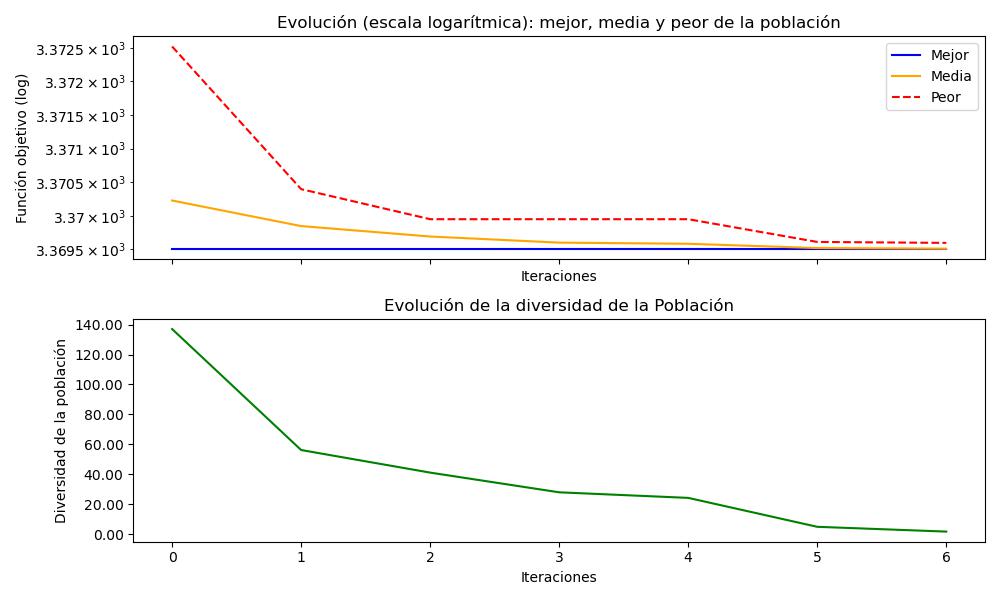 Evolución (escala logarítmica): mejor, media y peor de la población
Función objetivo (log)
3.3725 × 10³
3.372 × 10³
3.3715 × 10³
3.371 × 10³
3.3705 × 10³
3.37 × 10³
3.3695 × 10³
Mejor
Media
Peor
Iteraciones
Evolución de la diversidad de la Población
Diversidad de la población
140.00
120.00
100.00
80.00
60.00
40.00
20.00
0.00
0 1 2 3 4 5 6
Iteraciones